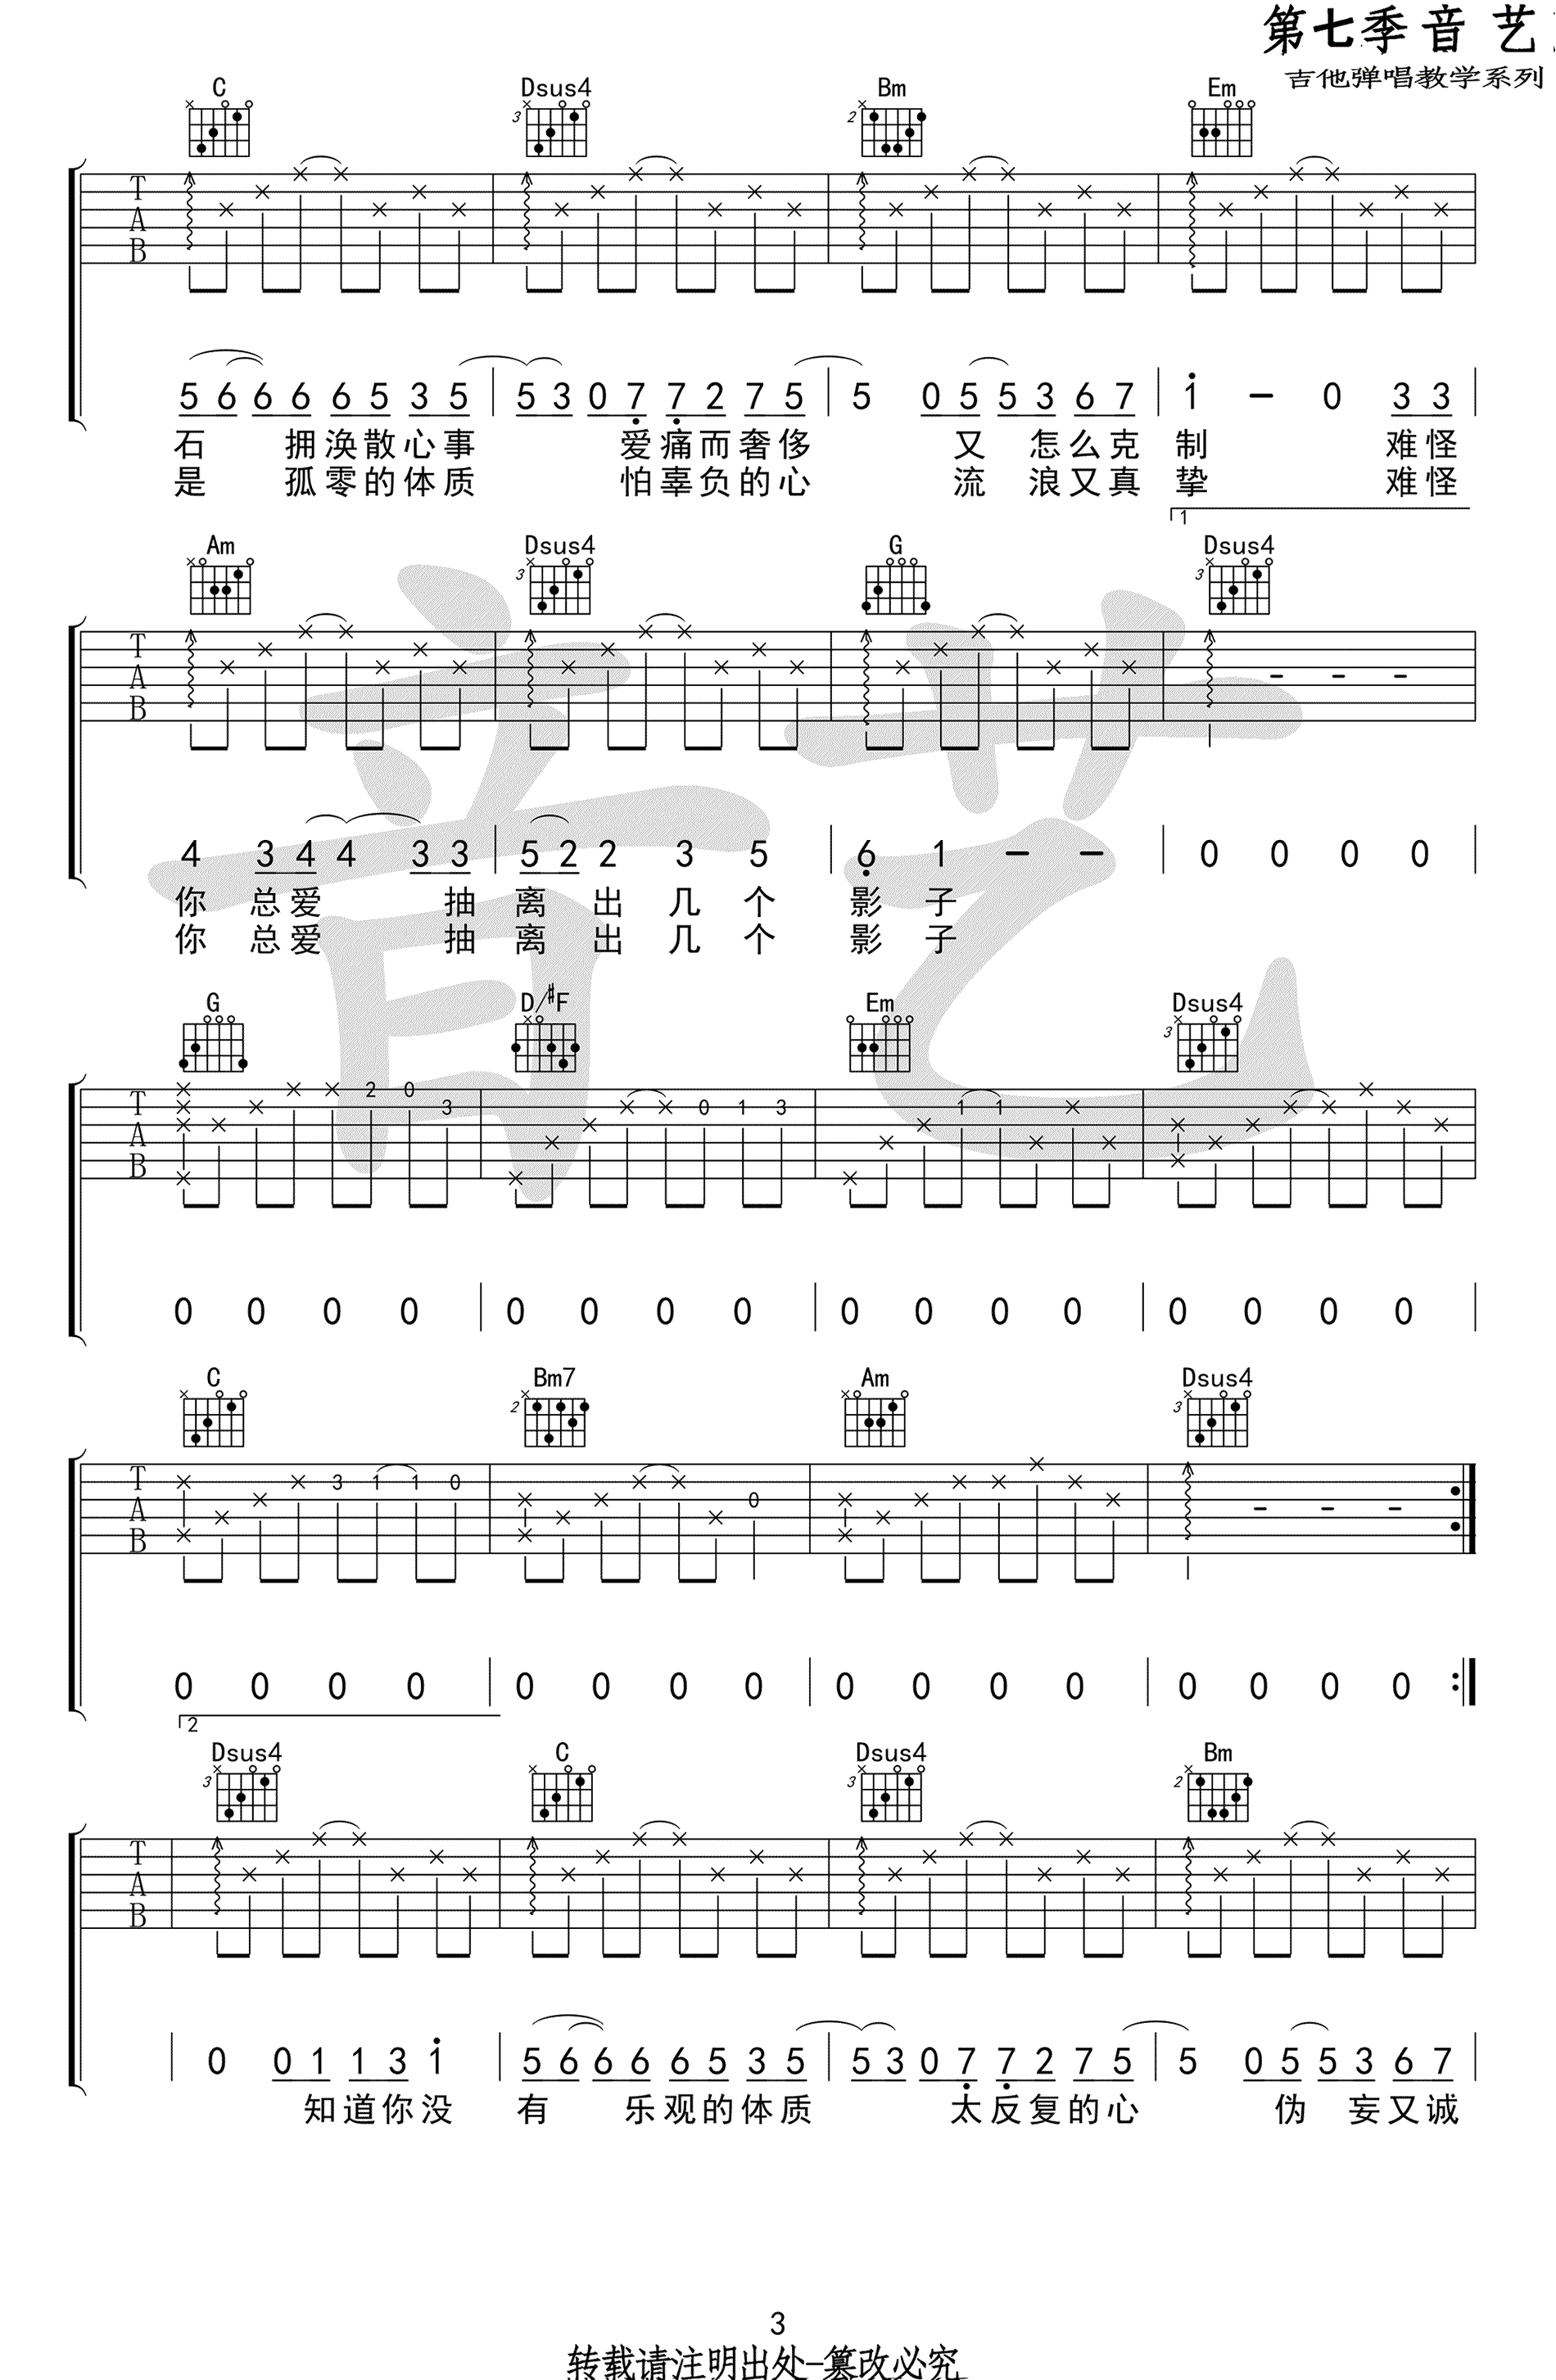 第七季音 艺
吉他弹唱教学系列
C Dsus4 Bm Em
3 2
T
A
B
5 6 6 6 6 5 3 5 5 3 0 7 7 2 7 5 5 0 5 5 3 6 7 1 – 0 3 3
石 拥涣散心事 爱痛而奢侈 又 怎么克 制 难怪
是 孤零的体质 怕辜负的心 流 浪又真 挚 难怪
1
Am Dsus4 G Dsus4
3 3
T
A
B
– – –
4 3 4 4 3 3 5 2 2 3 5 6 1 – – 0 0 0 0
你 总爱 抽 离 出 几 个 影 子
你 总爱 抽 离 出 几 个 影 子
音艺
G D/#F Em Dsus4
3
T
A
B
2 0 3 0 1 3 1 1
0 0 0 0 0 0 0 0 0 0 0 0 0 0 0 0
C Bm7 Am Dsus4
2 3
T
A
B
3 1 1 0 0 – – –
0 0 0 0 0 0 0 0 0 0 0 0 0 0 0 0
2
Dsus4 C Dsus4 Bm
3 3 2
T
A
B
0 0 1 1 3 1 5 6 6 6 6 5 3 5 5 3 0 7 7 2 7 5 5 0 5 5 3 6 7
知道你没 有 乐观的体质 太反复的心 伪 妄又诚
3
转载请注明出处-篡改必究